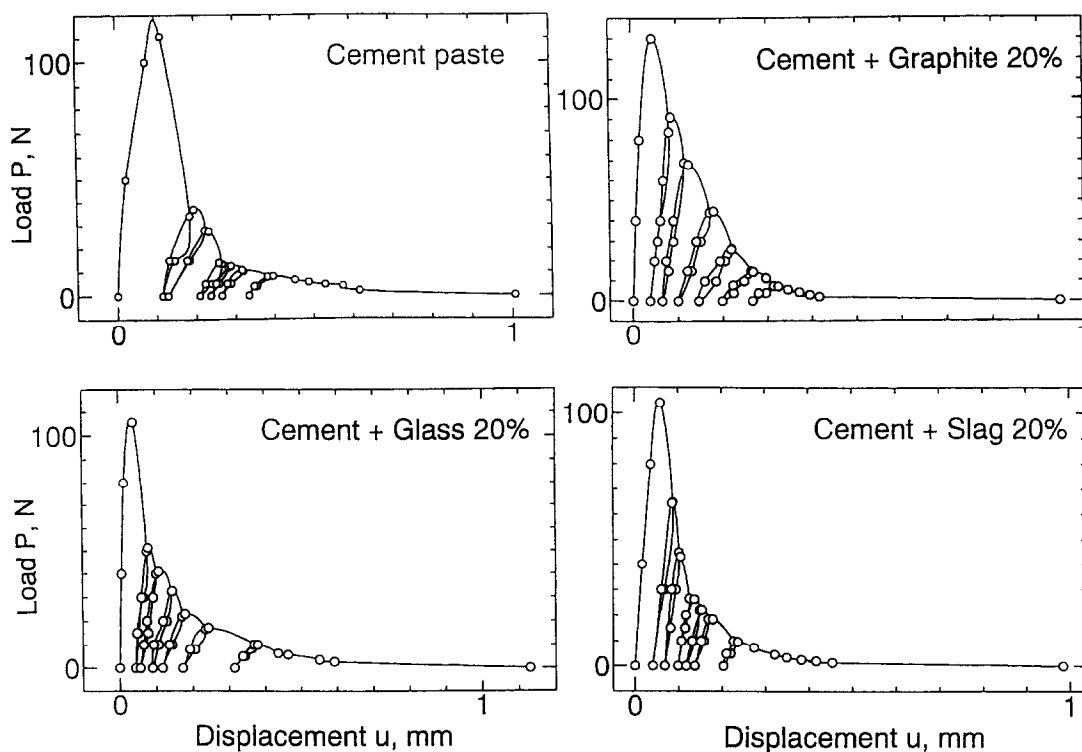 Cement paste
100
0
Load P, N
0
1
Cement + Graphite 20%
100
0
0
1
Cement + Glass 20%
100
0
Load P, N
0
1
Displacement u, mm
Cement + Slag 20%
100
0
0
1
Displacement u, mm